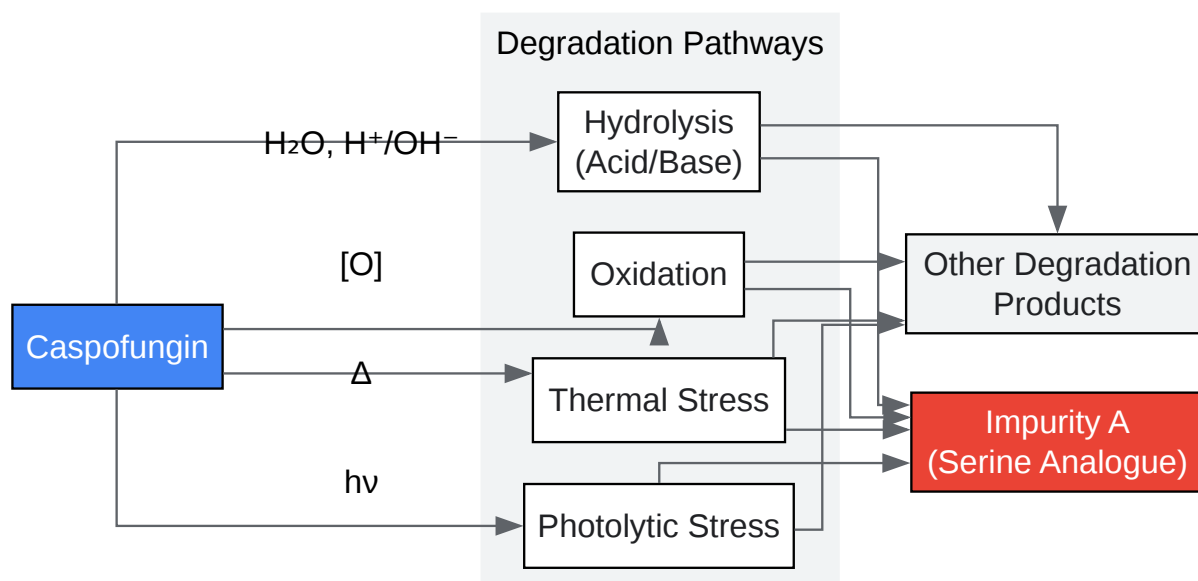 Degradation Pathways
H₂O, H⁺/OH⁻
Hydrolysis
(Acid/Base)
[O]
Oxidation
Other Degradation
Products
Caspofungin
Δ
Thermal Stress
Impurity A
(Serine Analogue)
hν
Photolytic Stress